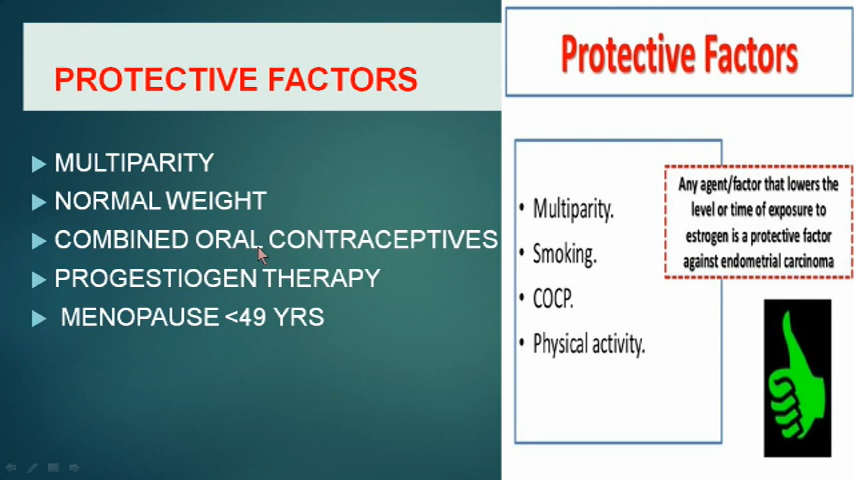 PROTECTIVE FACTORS
MULTIPARITY
NORMAL WEIGHT
COMBINED ORAL CONTRACEPTIVES
PROGESTIOGEN THERAPY
MENOPAUSE <49 YRS
Protective Factors
• Multiparity.
• Smoking.
• COCP.
• Physical activity.
Any agent/factor that lowers the
level or time of exposure to
estrogen is a protective factor
against endometrial carcinoma